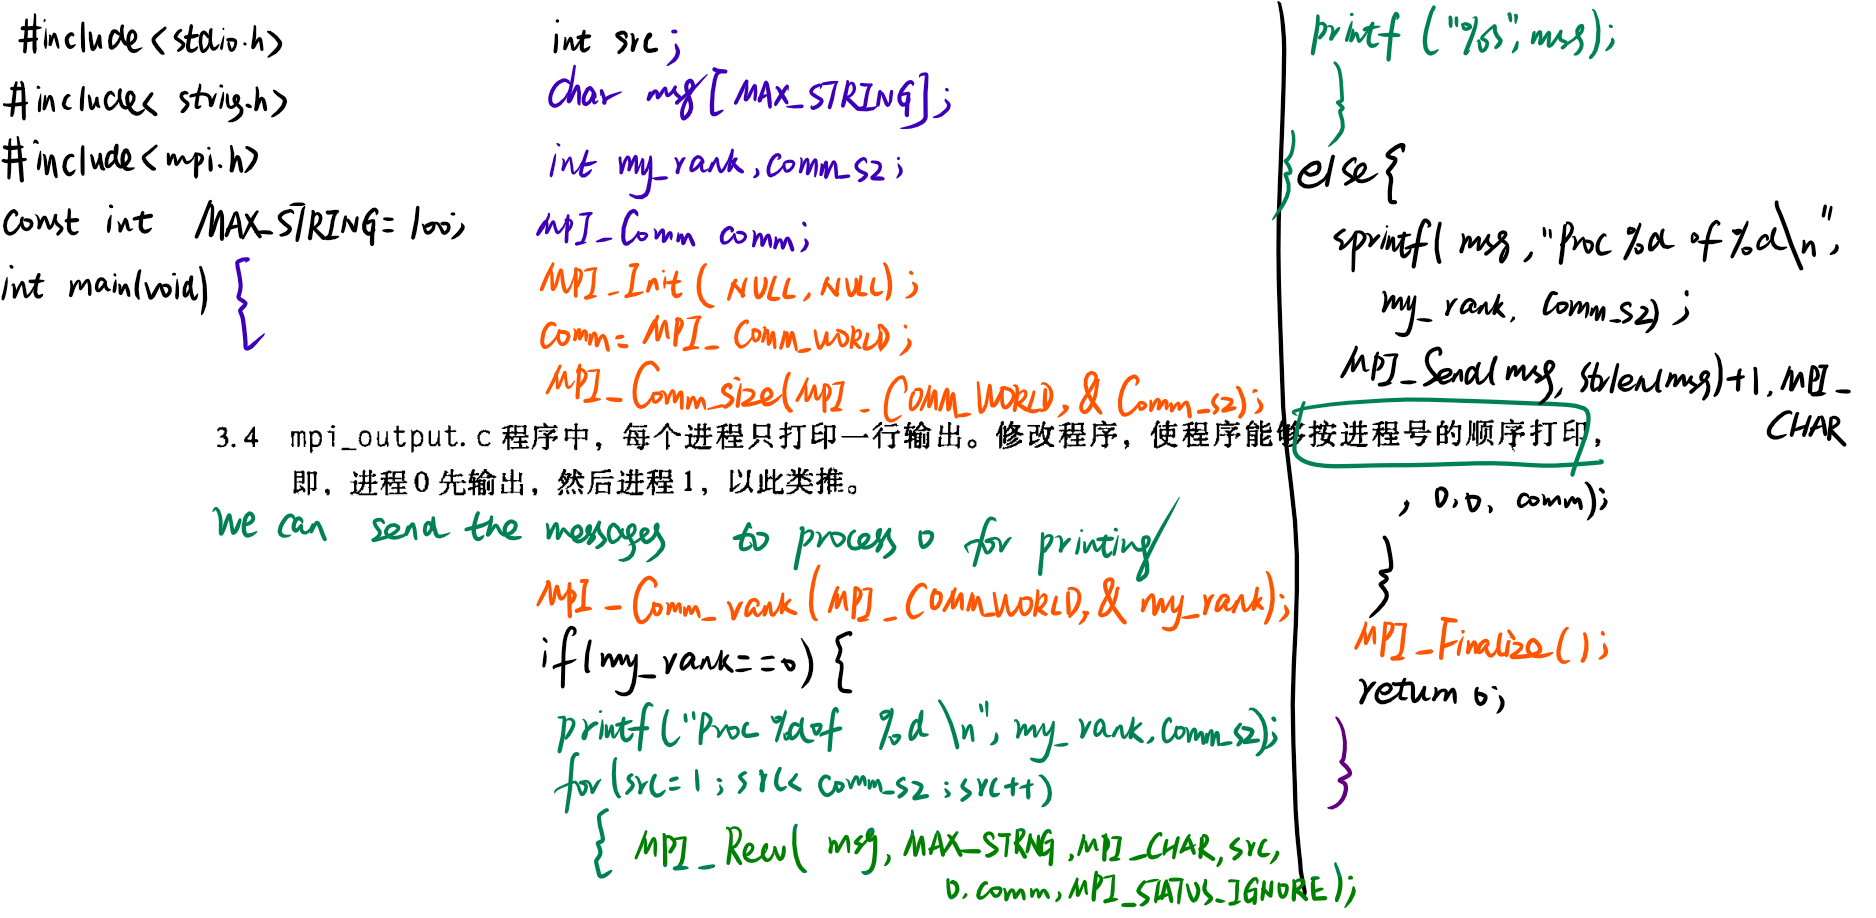 #include<stdio.h>
#include< string.h>
#include<mpi.h>
const int MAX_STRING= 100;
int main(void) {
int src;
char msg[MAX_STRING];
int my_rank, comm_sz;
MPI_Comm comm;
MPI_Init ( NULL, NULL);
comm= MPI_COMM_WORLD;
MPI_Comm_size(MPI_COMM_WORLD, & comm_sz);
3.4 mpi_output.c 程序中，每个进程只打印一行输出。修改程序，使程序能够按进程号的顺序打印，
即，进程0先输出，然后进程1，以此类推。
we can send the messages to process 0 for printing
MPI_Comm_rank (MPI_COMM_WORLD, & my_rank);
if(my_rank==0) {
printf("Proc %d of %d \n", my_rank, comm_sz);
for(src=1; src< comm_sz; src++)
{ MPI_Recv( msg, MAX_STRNG, MPI_CHAR, src,
0, comm, MPI_STATUS_IGNORE);
printf ("%s", msg);
}
} else {
sprintf( msg, "Proc %d of %d\n",
my_rank, comm_sz);
MPI_Send( msg, strlen(msg)+1, MPI_
CHAR
, 0, 0, comm);
}
MPI_Finalize();
return 0;
}